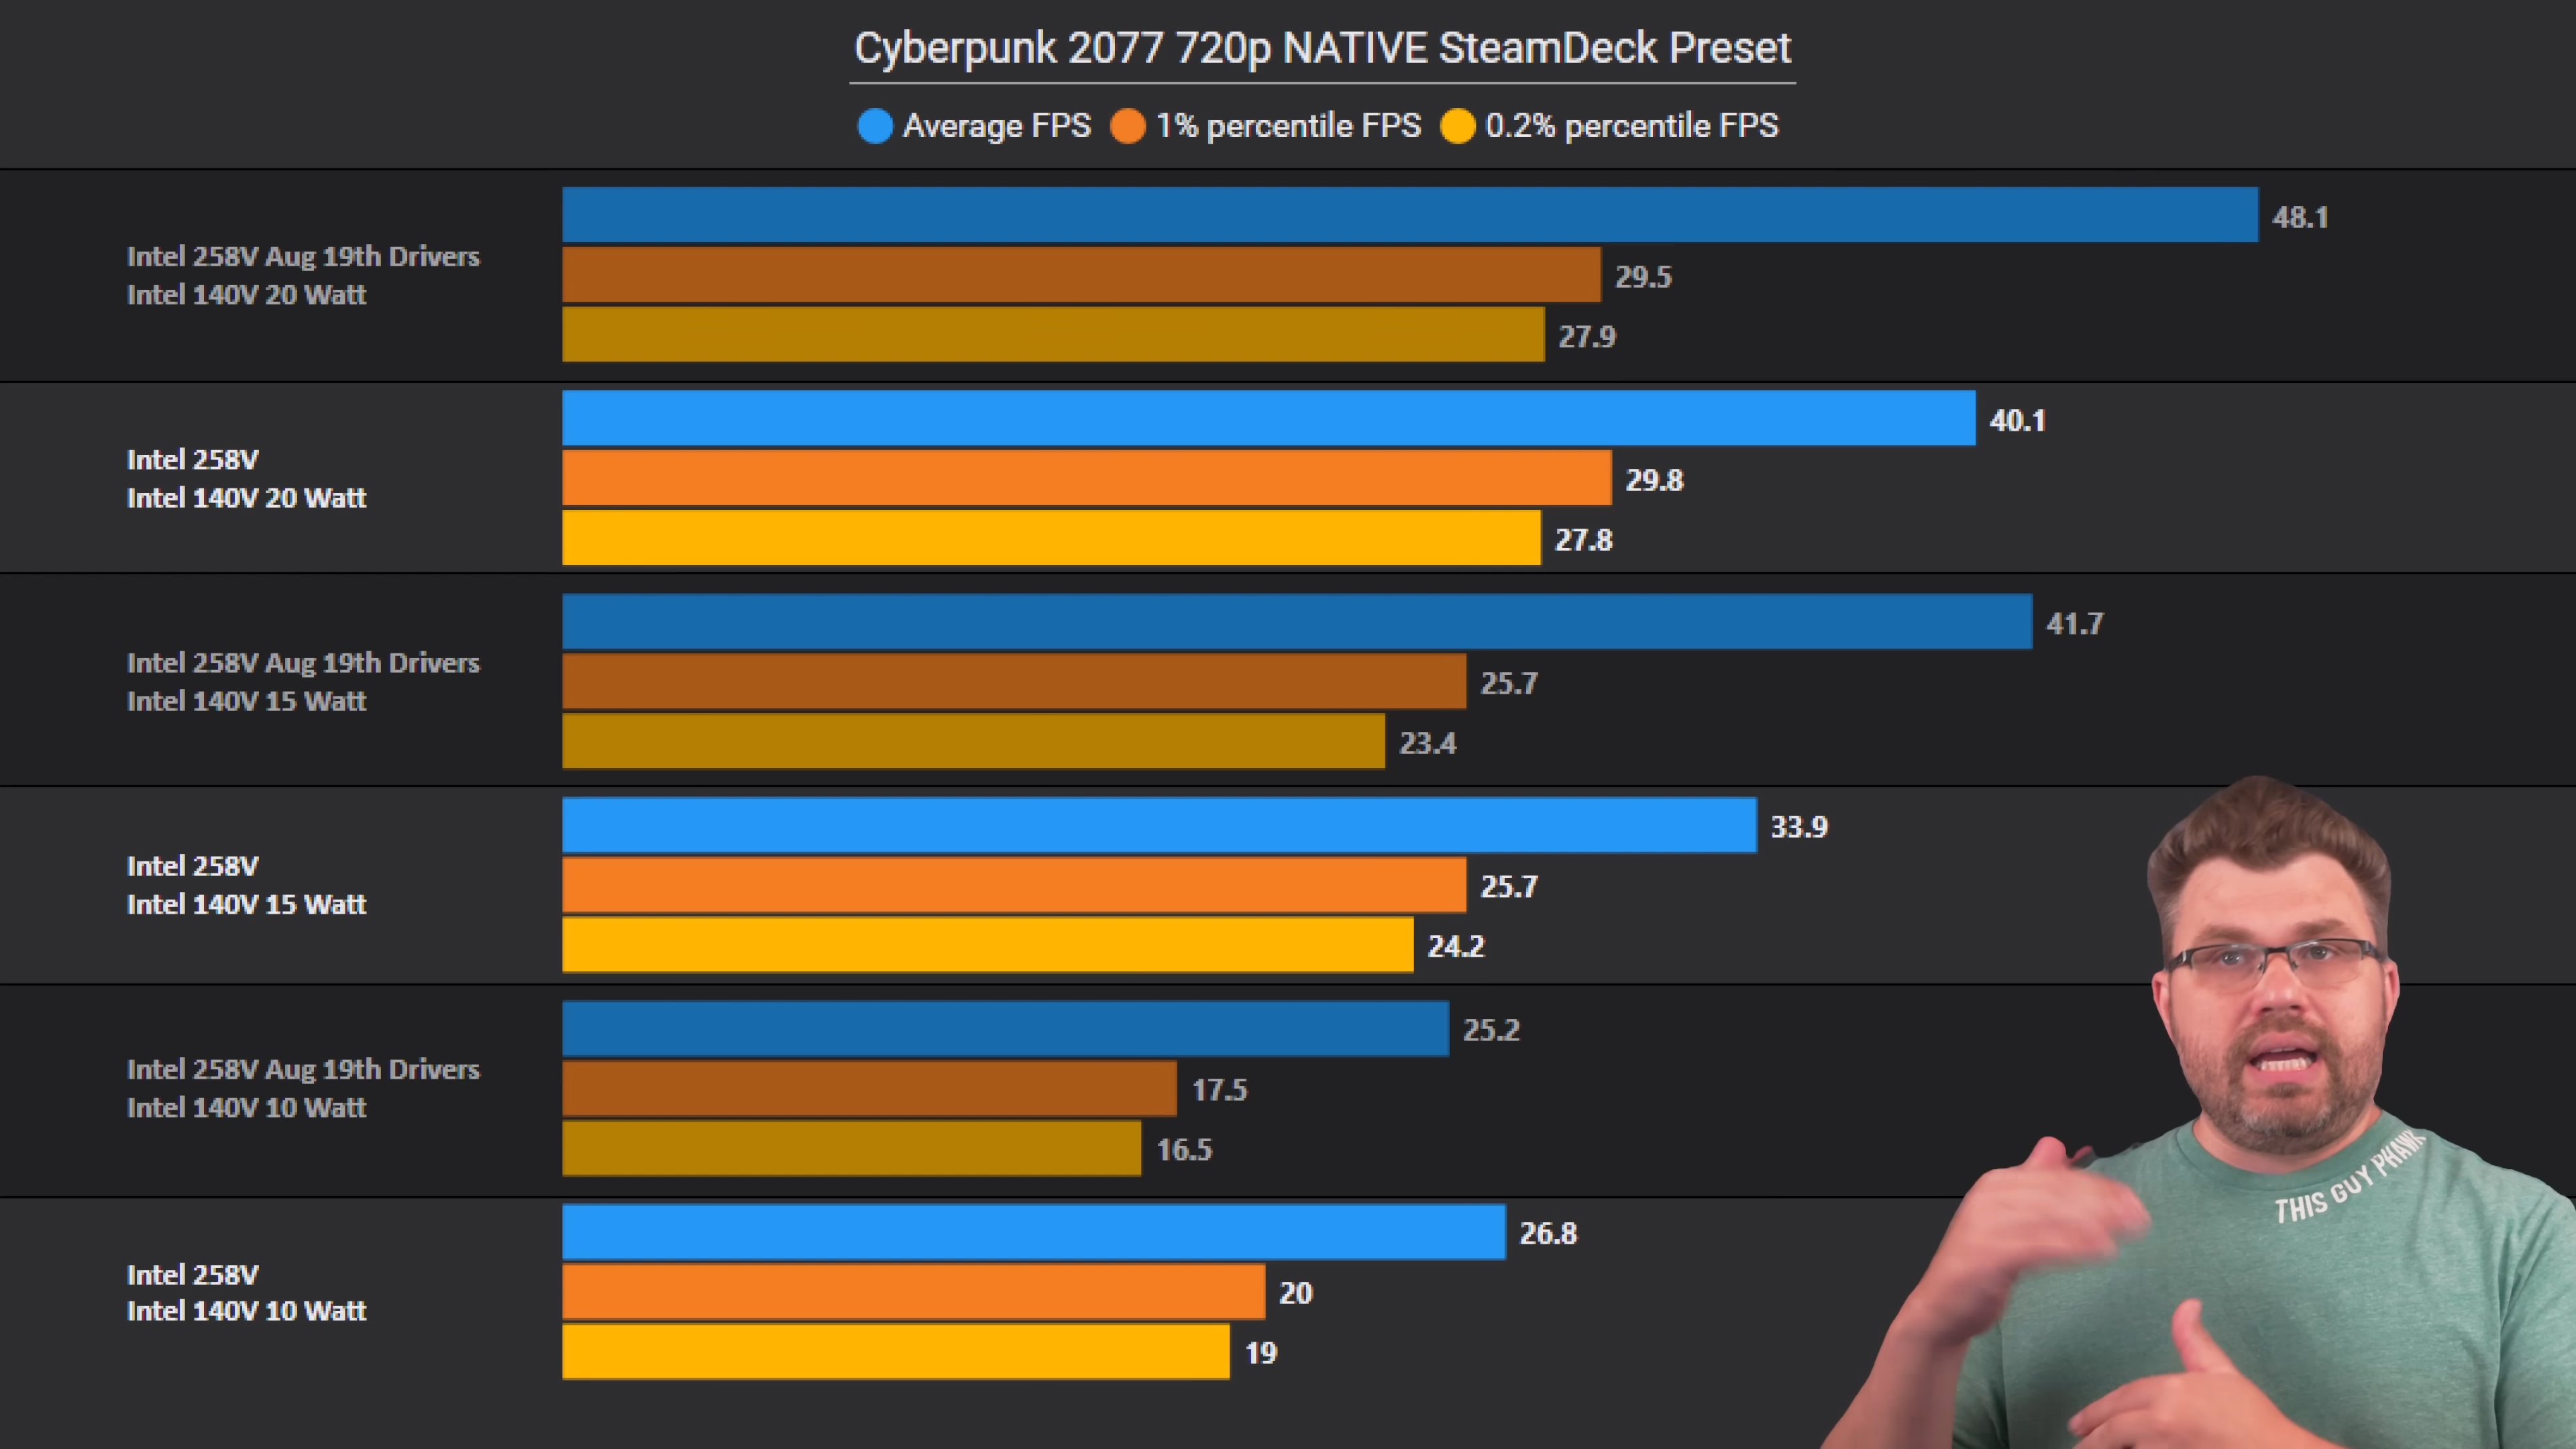 Cyberpunk 2077 720p NATIVE SteamDeck Preset
Average FPS 1% percentile FPS 0.2% percentile FPS
Intel 258V Aug 19th Drivers
Intel 140V 20 Watt
48.1
29.5
27.9
Intel 258V
Intel 140V 20 Watt
40.1
29.8
27.8
Intel 258V Aug 19th Drivers
Intel 140V 15 Watt
41.7
25.7
23.4
Intel 258V
Intel 140V 15 Watt
33.9
25.7
24.2
Intel 258V Aug 19th Drivers
Intel 140V 10 Watt
25.2
17.5
16.5
Intel 258V
Intel 140V 10 Watt
26.8
20
19
THIS GUY PHAWK